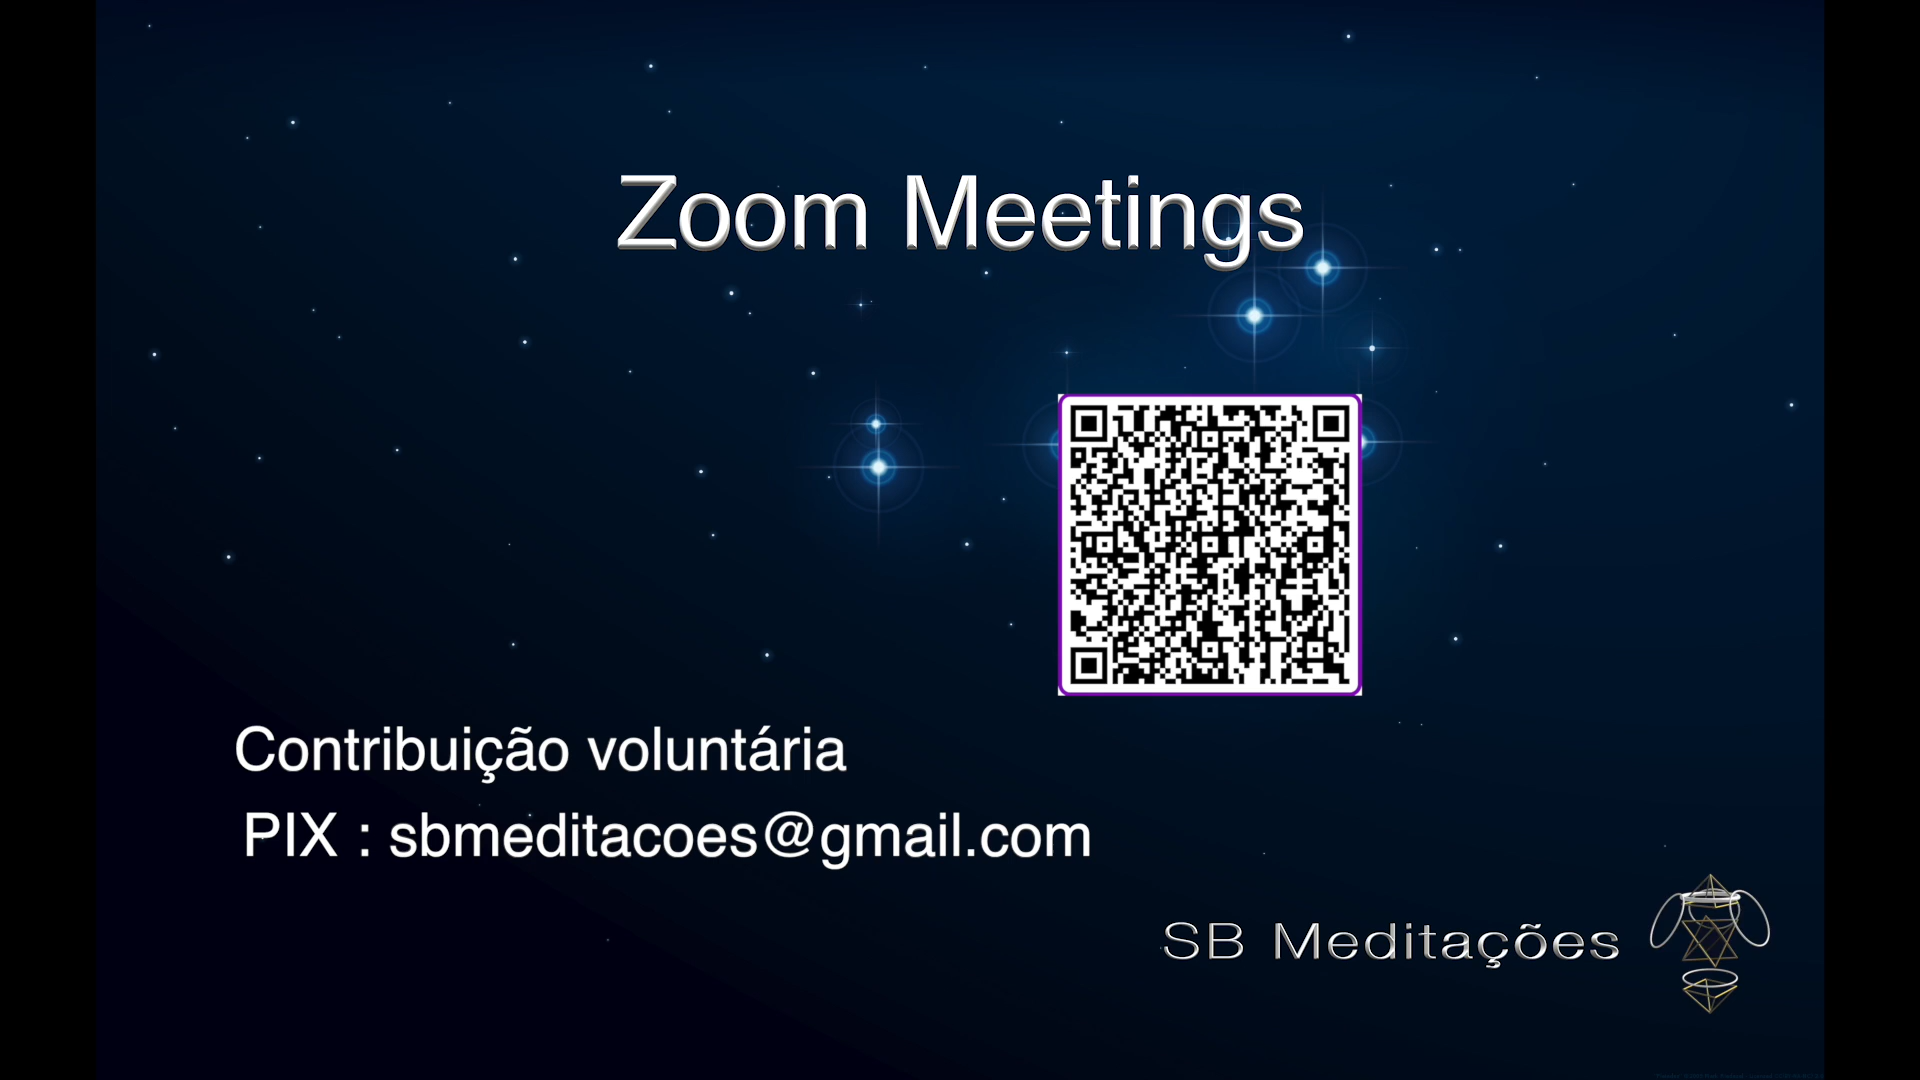 Zoom Meetings
Contribuição voluntária
PIX : sbmeditacoes@gmail.com
SB Meditações